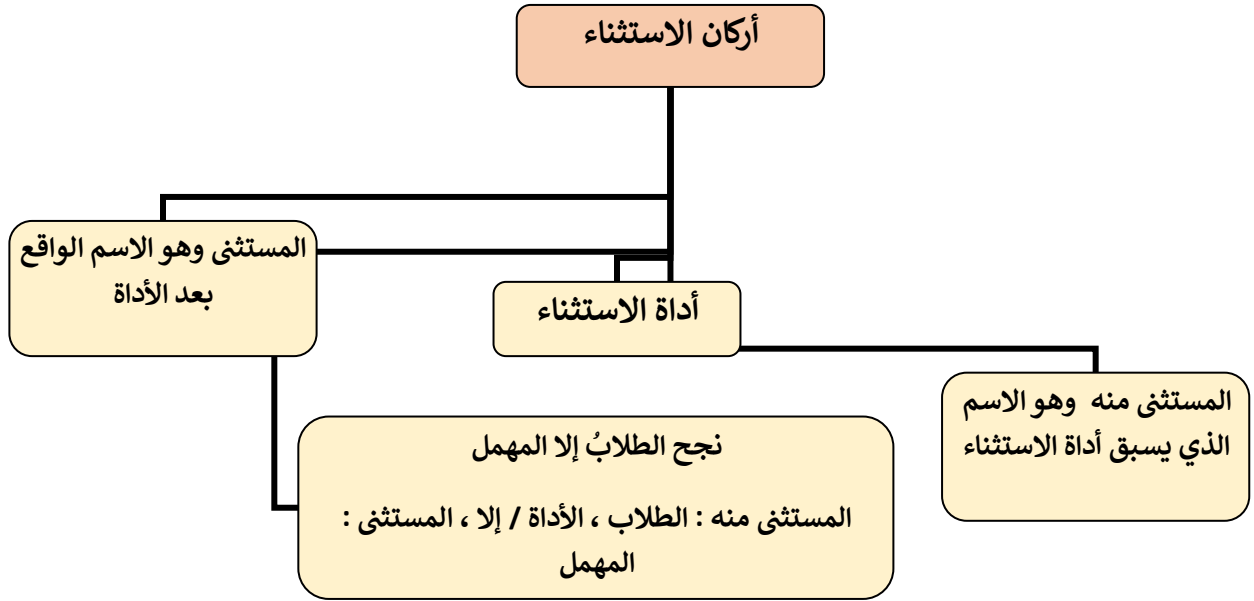 أركان الاستثناء
المستثنى منه وهو الاسم
الذي يسبق أداة الاستثناء
أداة الاستثناء
المستثنى وهو الاسم الواقع
بعد الأداة
نجح الطلابُ إلا المهمل
المستثنى منه : الطلاب ، الأداة / إلا ، المستثنى :
المهمل